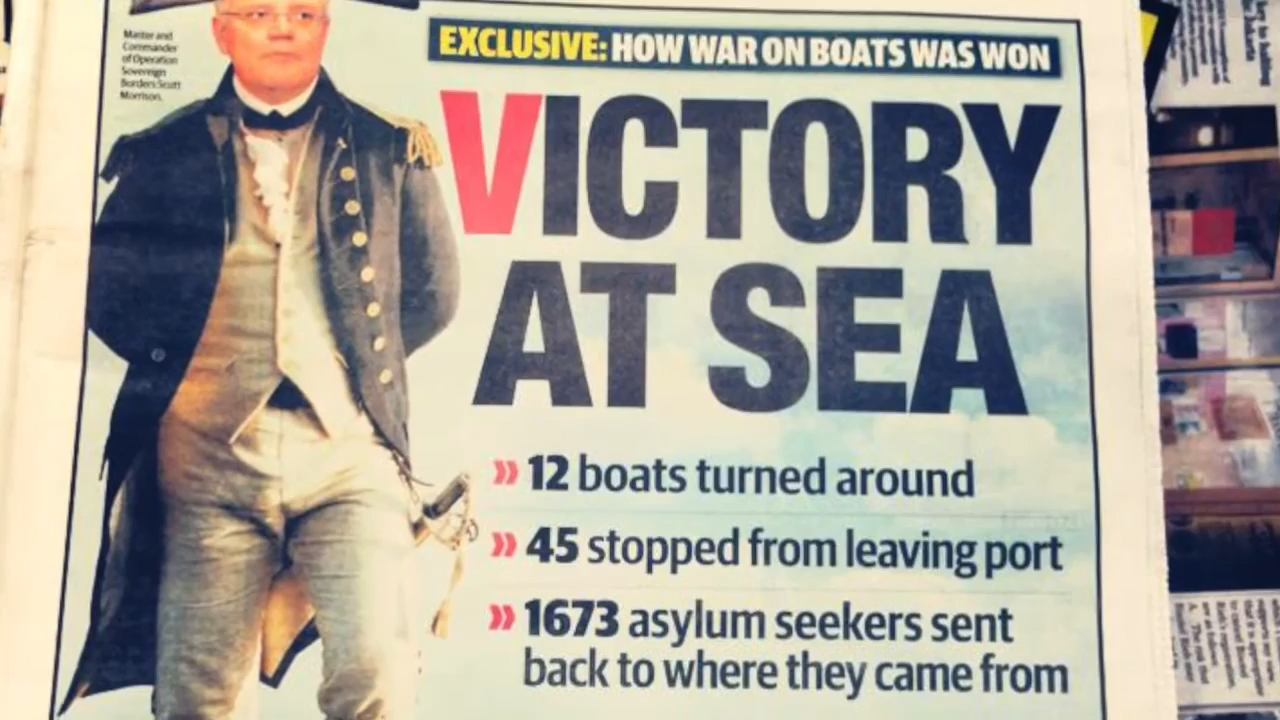 Master and
Commander
of Operation
Sovereign
Borders Scott
Morrison.
EXCLUSIVE: HOW WAR ON BOATS WAS WON
VICTORY
AT SEA
» 12 boats turned around
» 45 stopped from leaving port
» 1673 asylum seekers sent
back to where they came from